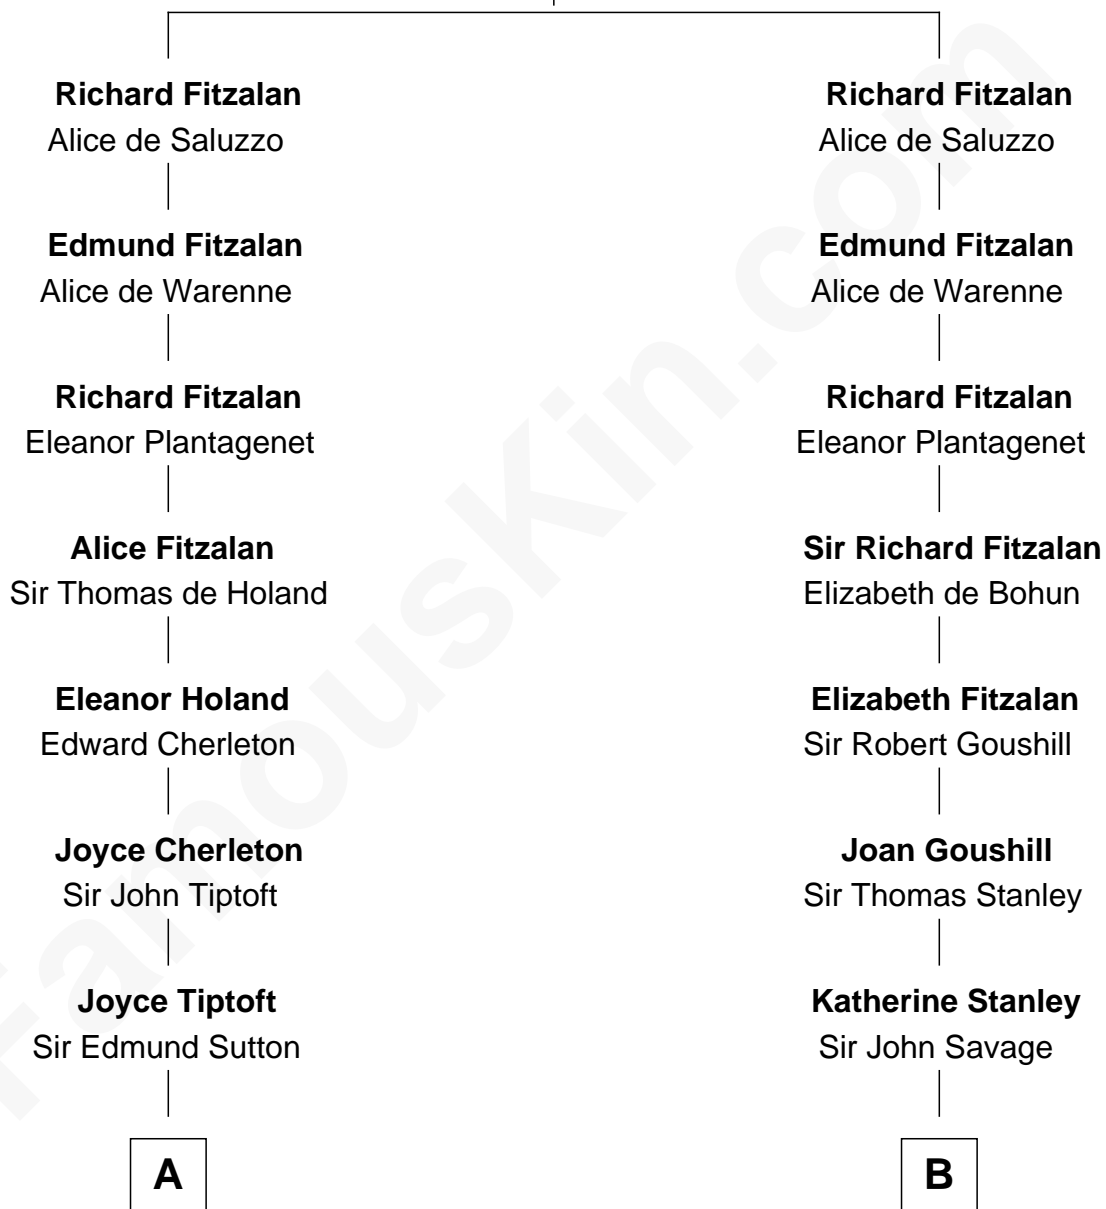 Richard Fitzalan
Alice de Saluzzo
Edmund Fitzalan
Alice de Warenne
Richard Fitzalan
Eleanor Plantagenet
Alice Fitzalan
Sir Thomas de Holand
Eleanor Holand
Edward Cherleton
Joyce Cherleton
Sir John Tiptoft
Joyce Tiptoft
Sir Edmund Sutton
A
Richard Fitzalan
Alice de Saluzzo
Edmund Fitzalan
Alice de Warenne
Richard Fitzalan
Eleanor Plantagenet
Sir Richard Fitzalan
Elizabeth de Bohun
Elizabeth Fitzalan
Sir Robert Goushill
Joan Goushill
Sir Thomas Stanley
Katherine Stanley
Sir John Savage
B
FamousKin.com